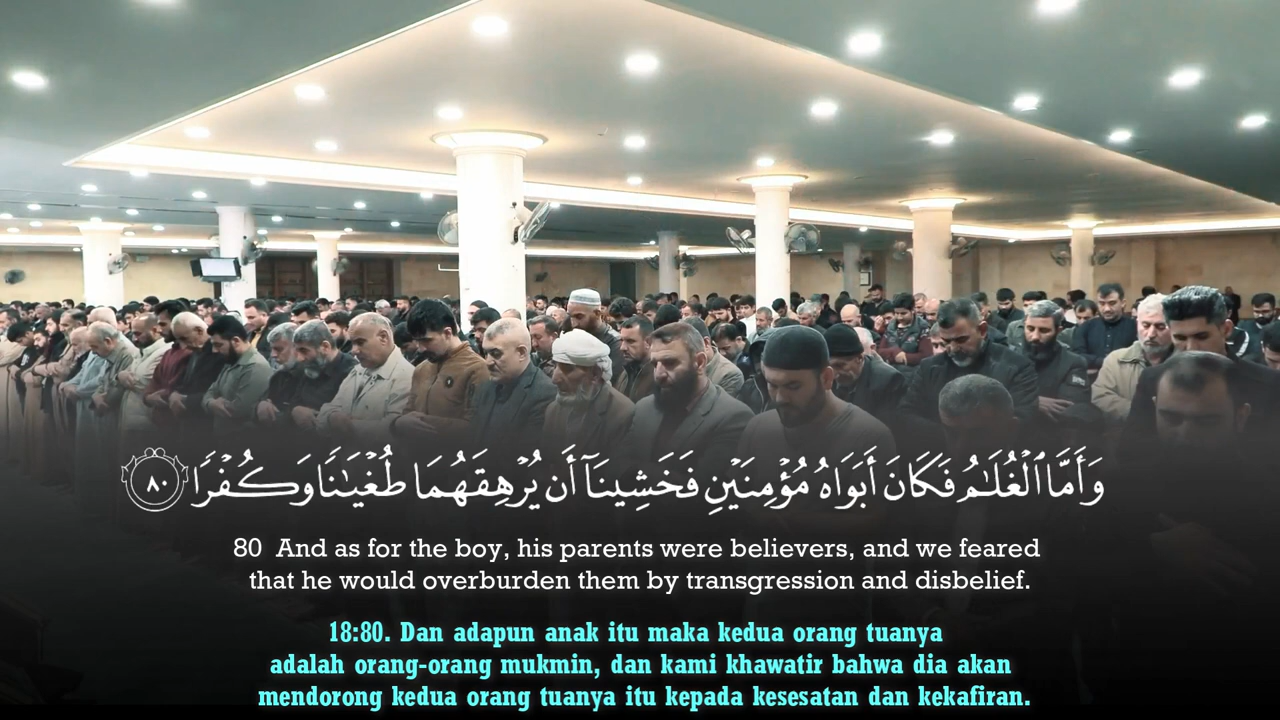 وَأَمَّا ٱلْغُلَـٰمُ فَكَانَ أَبَوَاهُ مُؤْمِنَيْنِ فَخَشِينَآ أَن يُرْهِقَهُمَا طُغْيَـٰنًا وَكُفْرًا ٨٠
80 And as for the boy, his parents were believers, and we feared
that he would overburden them by transgression and disbelief.
18:80. Dan adapun anak itu maka kedua orang tuanya
adalah orang-orang mukmin, dan kami khawatir bahwa dia akan
mendorong kedua orang tuanya itu kepada kesesatan dan kekafiran.